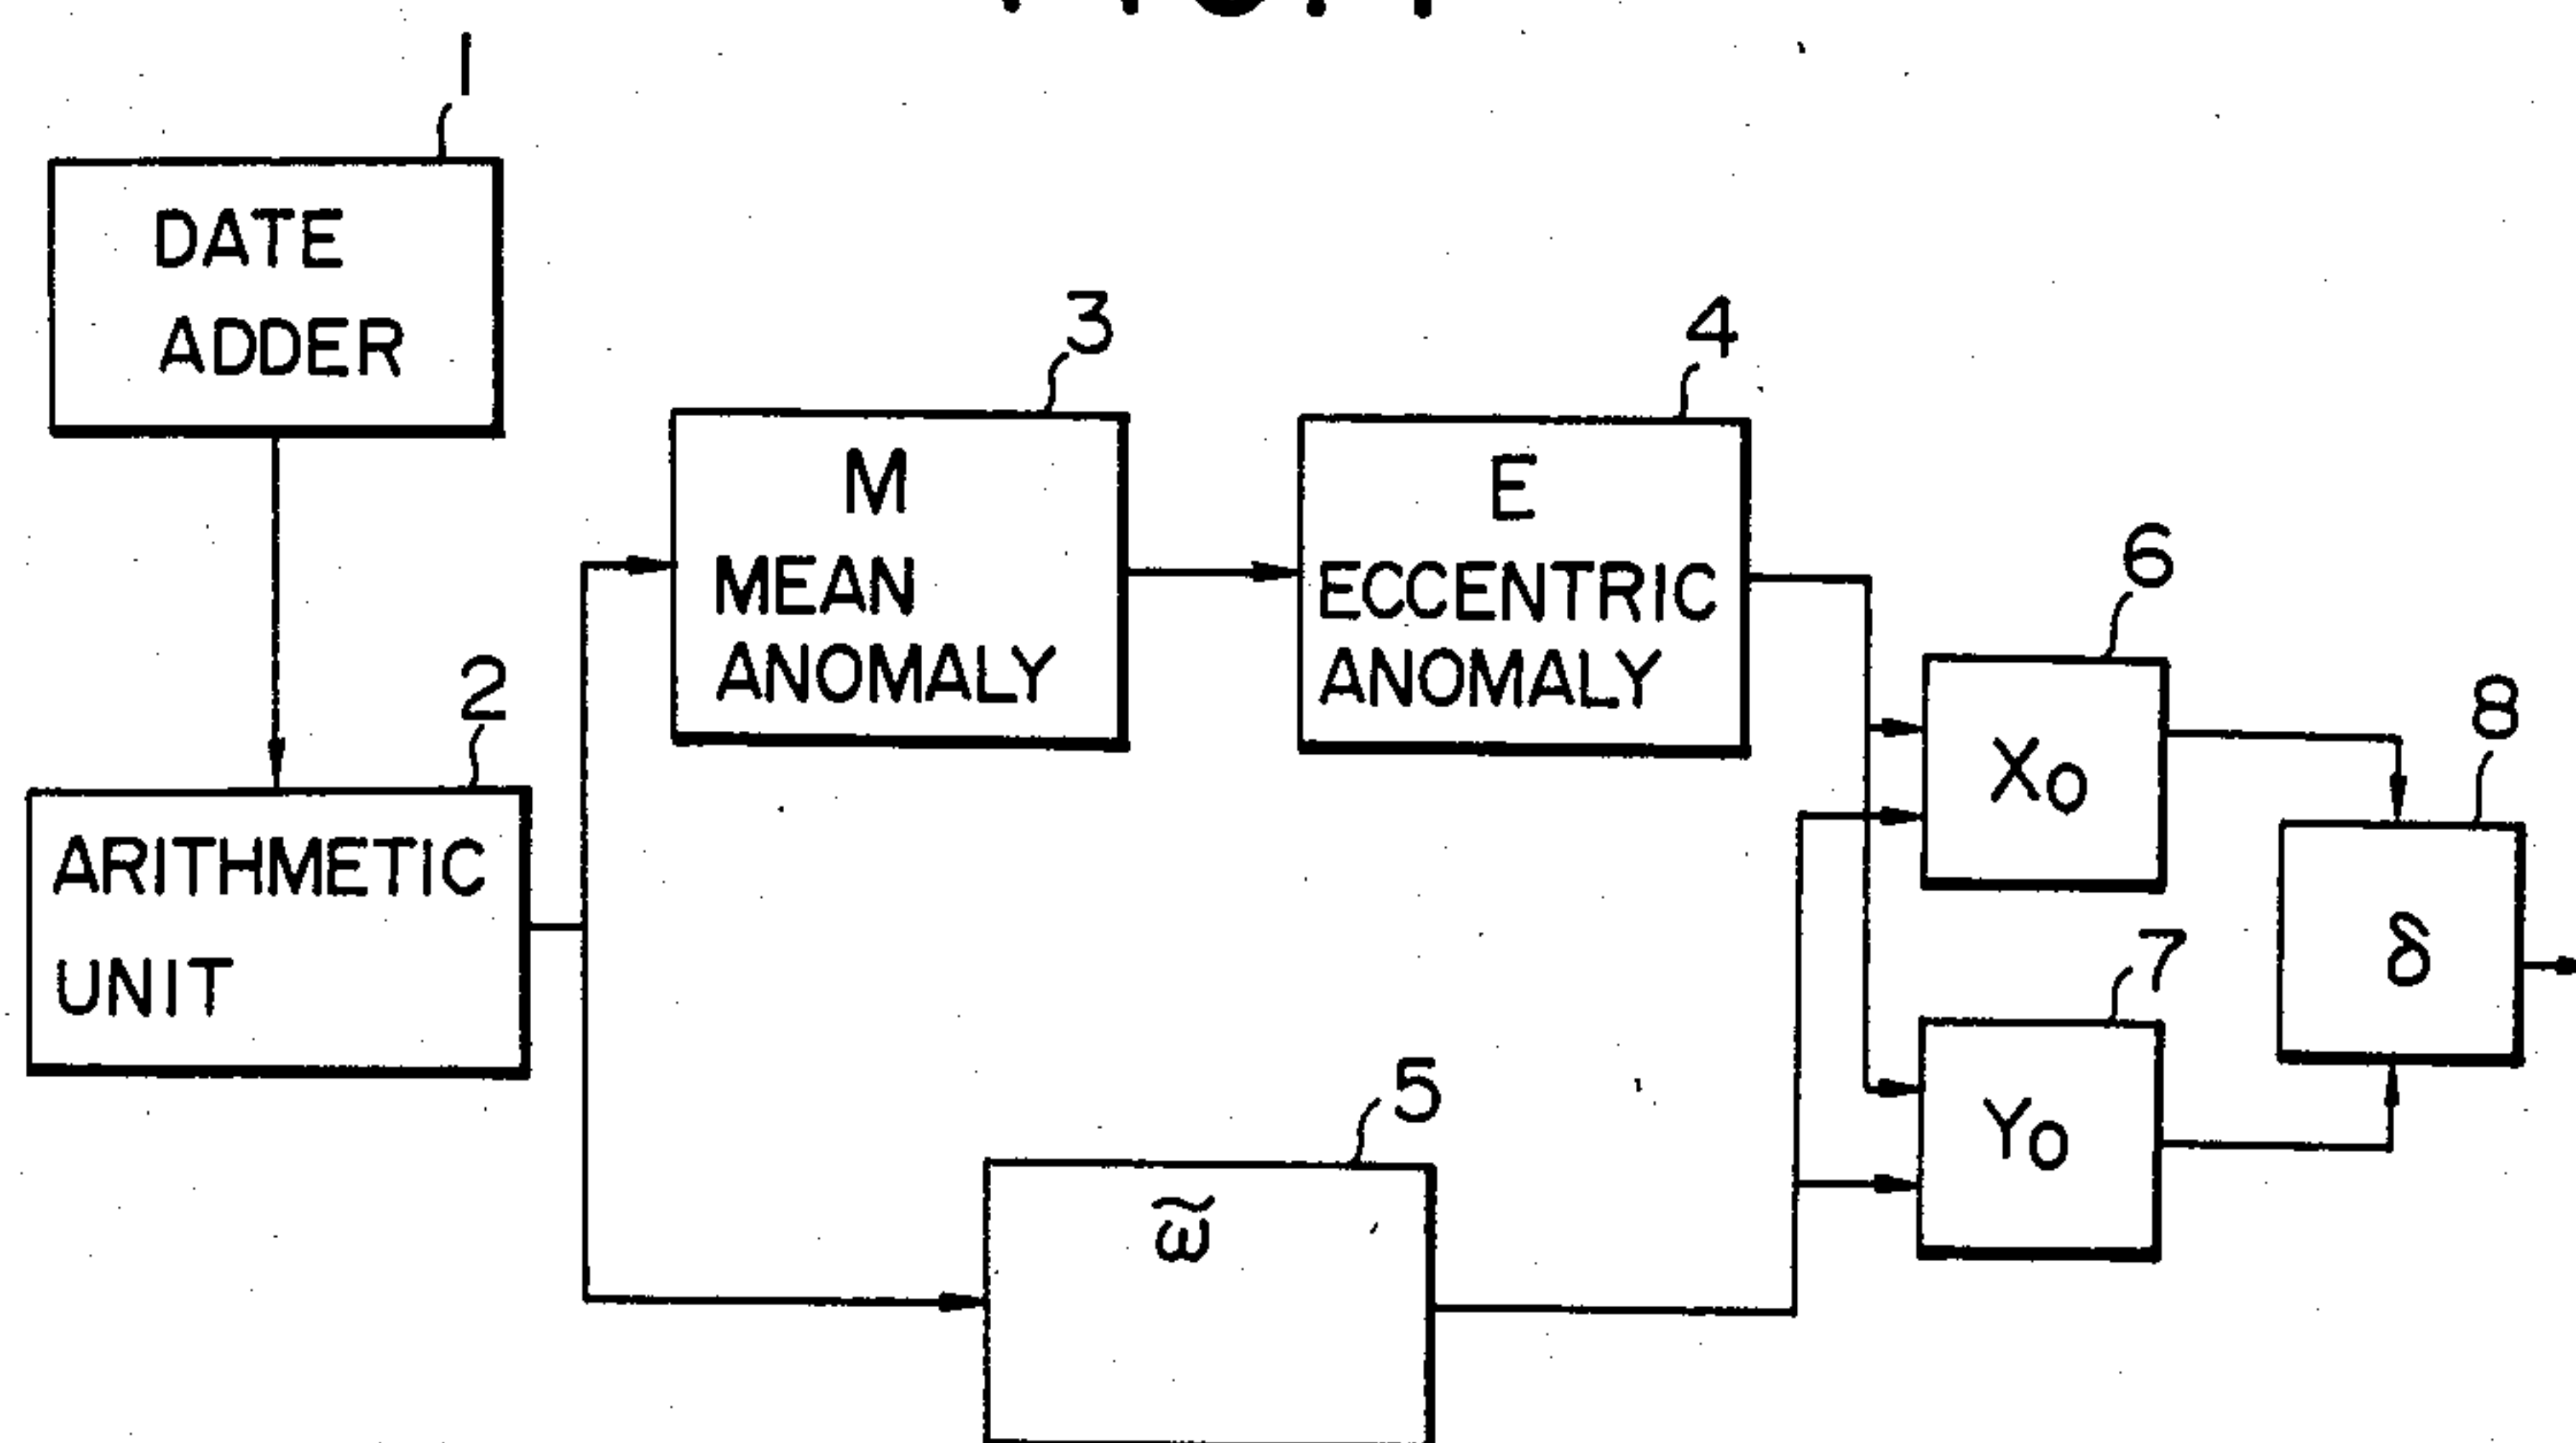 1
DATE
ADDER
3
4
M
MEAN
ANOMALY
E
ECCENTRIC
ANOMALY
6
2
8
X₀
ARITHMETIC
UNIT
δ
7
Y₀
5
ω̃